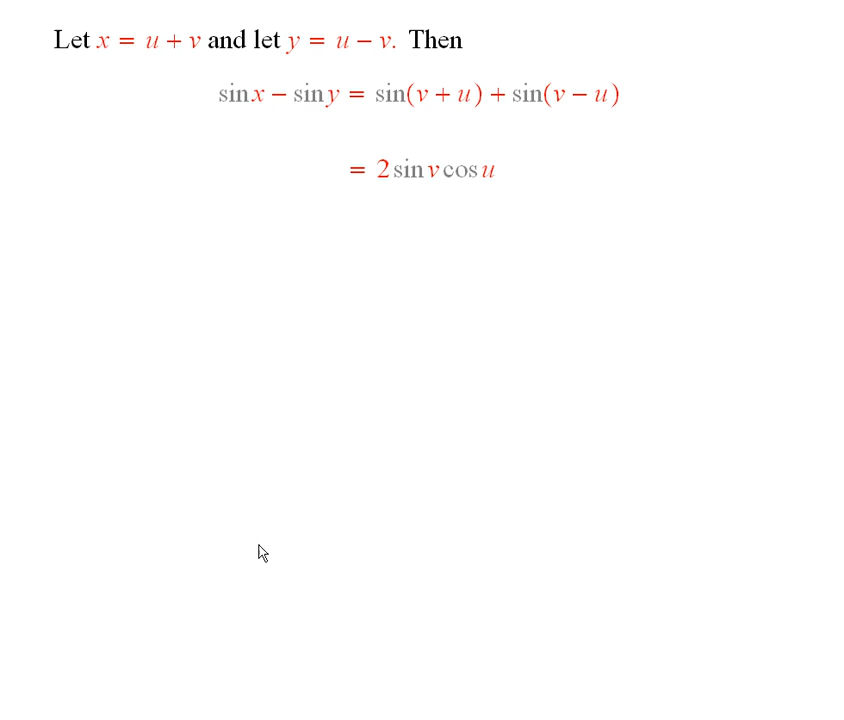 Let x = u + v and let y = u − v. Then
sin x − sin y = sin(v + u) + sin(v − u)
= 2 sin v cos u